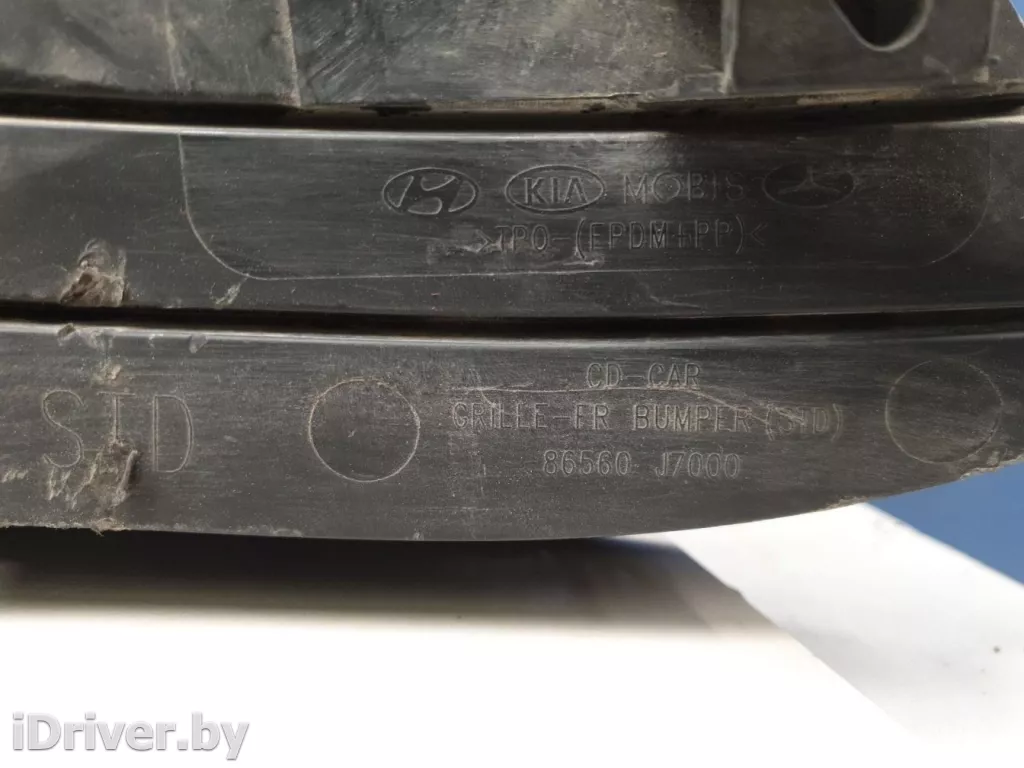 KIA MOBIS
>TPO-(EPDM+PP)<
STD
CD CAR
GRILLE-FR BUMPER(STD)
86560 J7000
iDriver.by